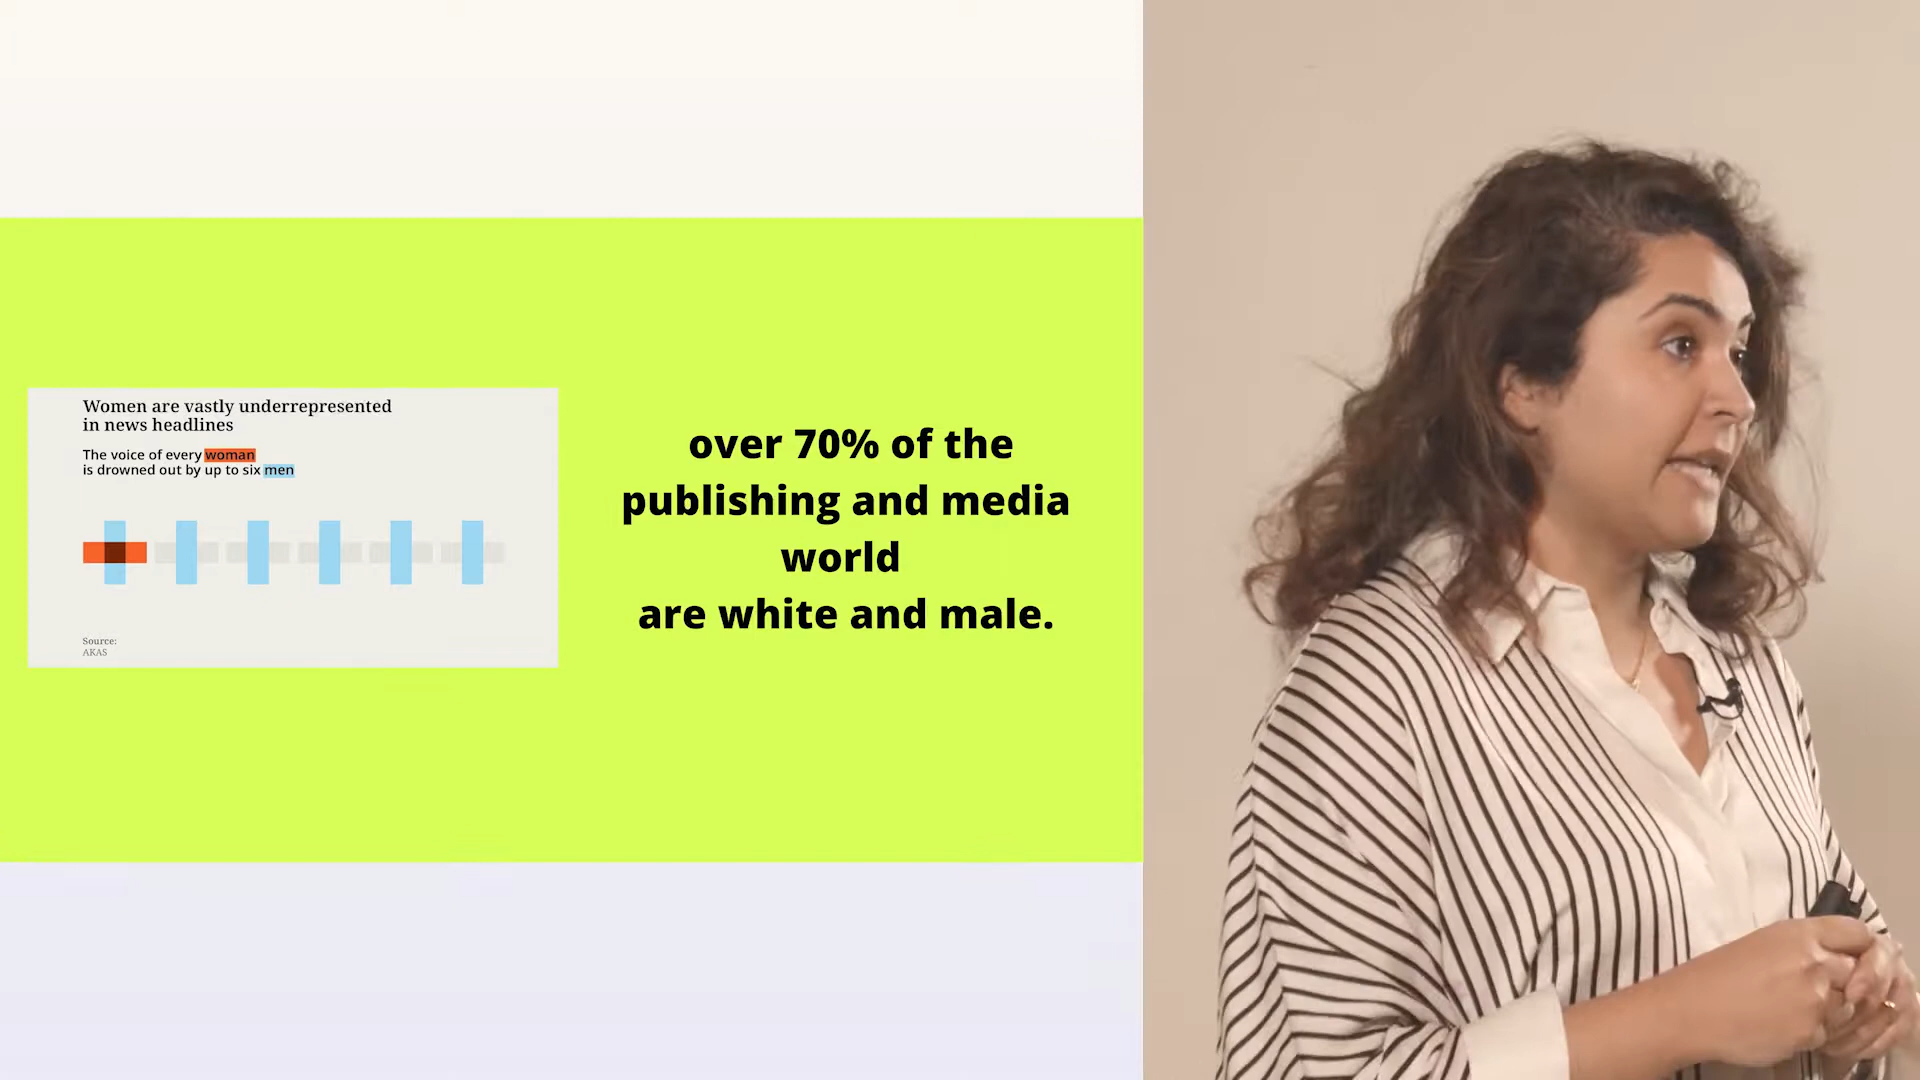 Women are vastly underrepresented
in news headlines
The voice of every woman
is drowned out by up to six men
Source:
AKAS
over 70% of the
publishing and media
world
are white and male.